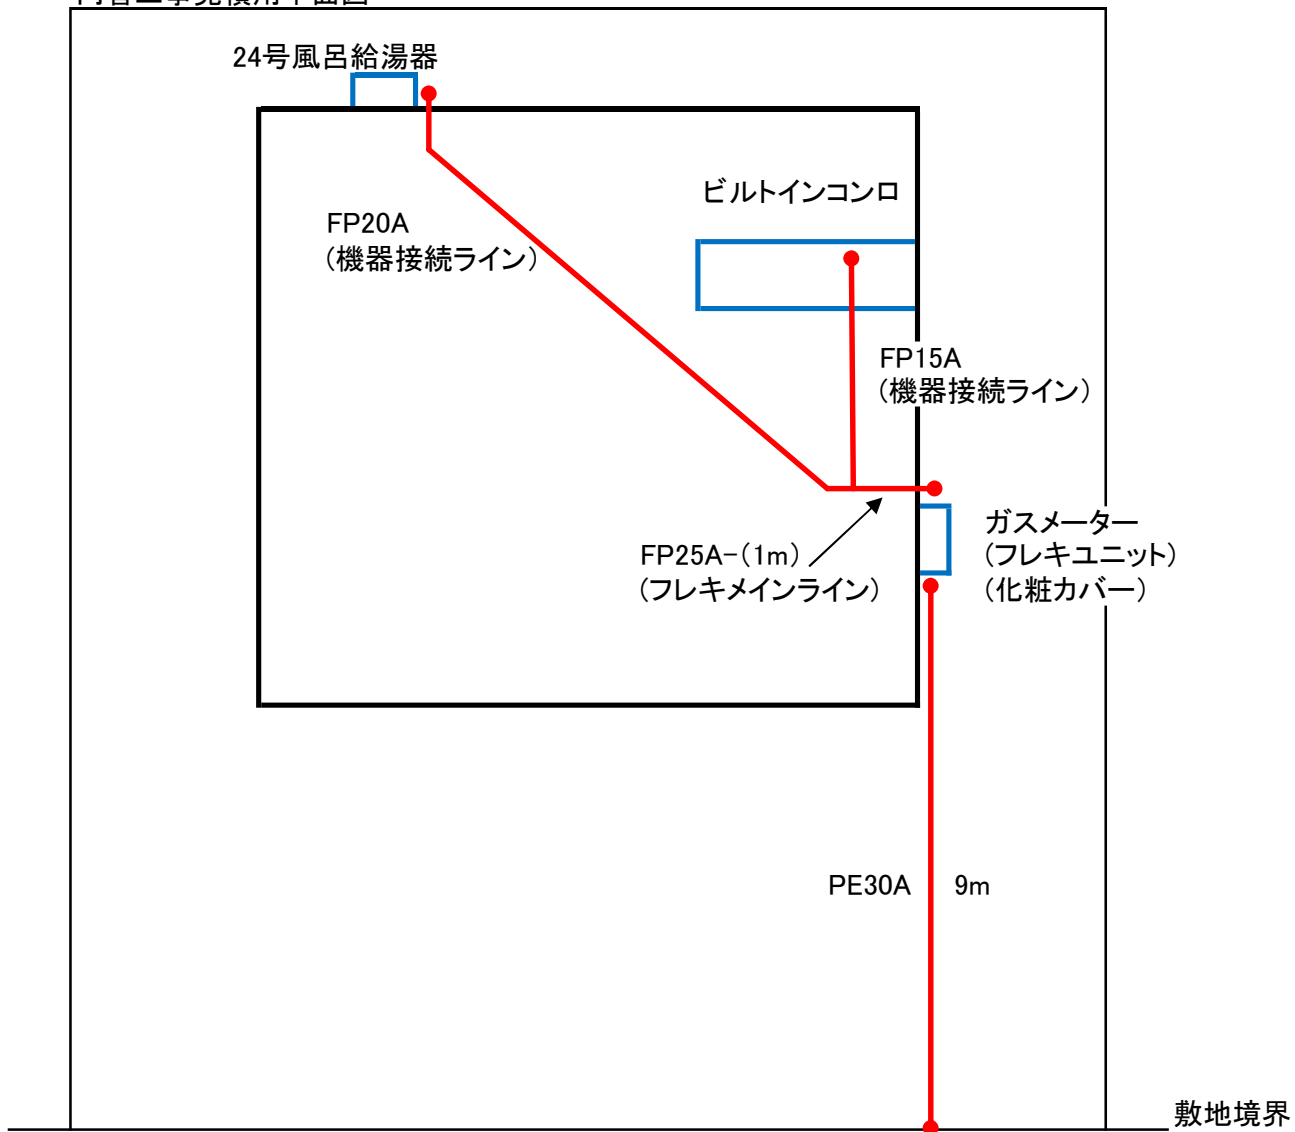 24号風呂給湯器
ビルトインコンロ
FP20A
（機器接続ライン）
FP15A
（機器接続ライン）
ガスメーター
（フレキユニット）
（化粧カバー）
FP25A-（1m）
（フレキメインライン）
PE30A
9m
敷地境界